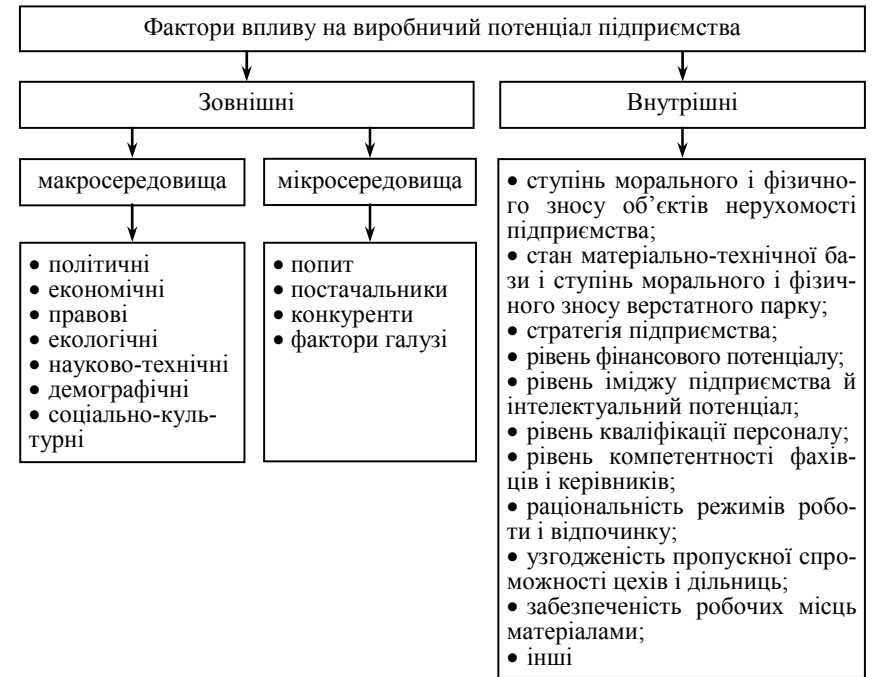 Фактори впливу на виробничий потенціал підприємства
Зовнішні
Внутрішні
макросередовища
мікросередовища
• політичні
• економічні
• правові
• екологічні
• науково-технічні
• демографічні
• соціально-куль-
турні
• попит
• постачальники
• конкуренти
• фактори галузі
• ступінь морального і фізично-
го зносу об’єктів нерухомості
підприємства;
• стан матеріально-технічної ба-
зи і ступінь морального і фізич-
ного зносу верстатного парку;
• стратегія підприємства;
• рівень фінансового потенціалу;
• рівень іміджу підприємства й
інтелектуальний потенціал;
• рівень кваліфікації персоналу;
• рівень компетентності фахів-
ців і керівників;
• раціональність режимів робо-
ти і відпочинку;
• узгодженість пропускної спро-
можності цехів і дільниць;
• забезпеченість робочих місць
матеріалами;
• інші